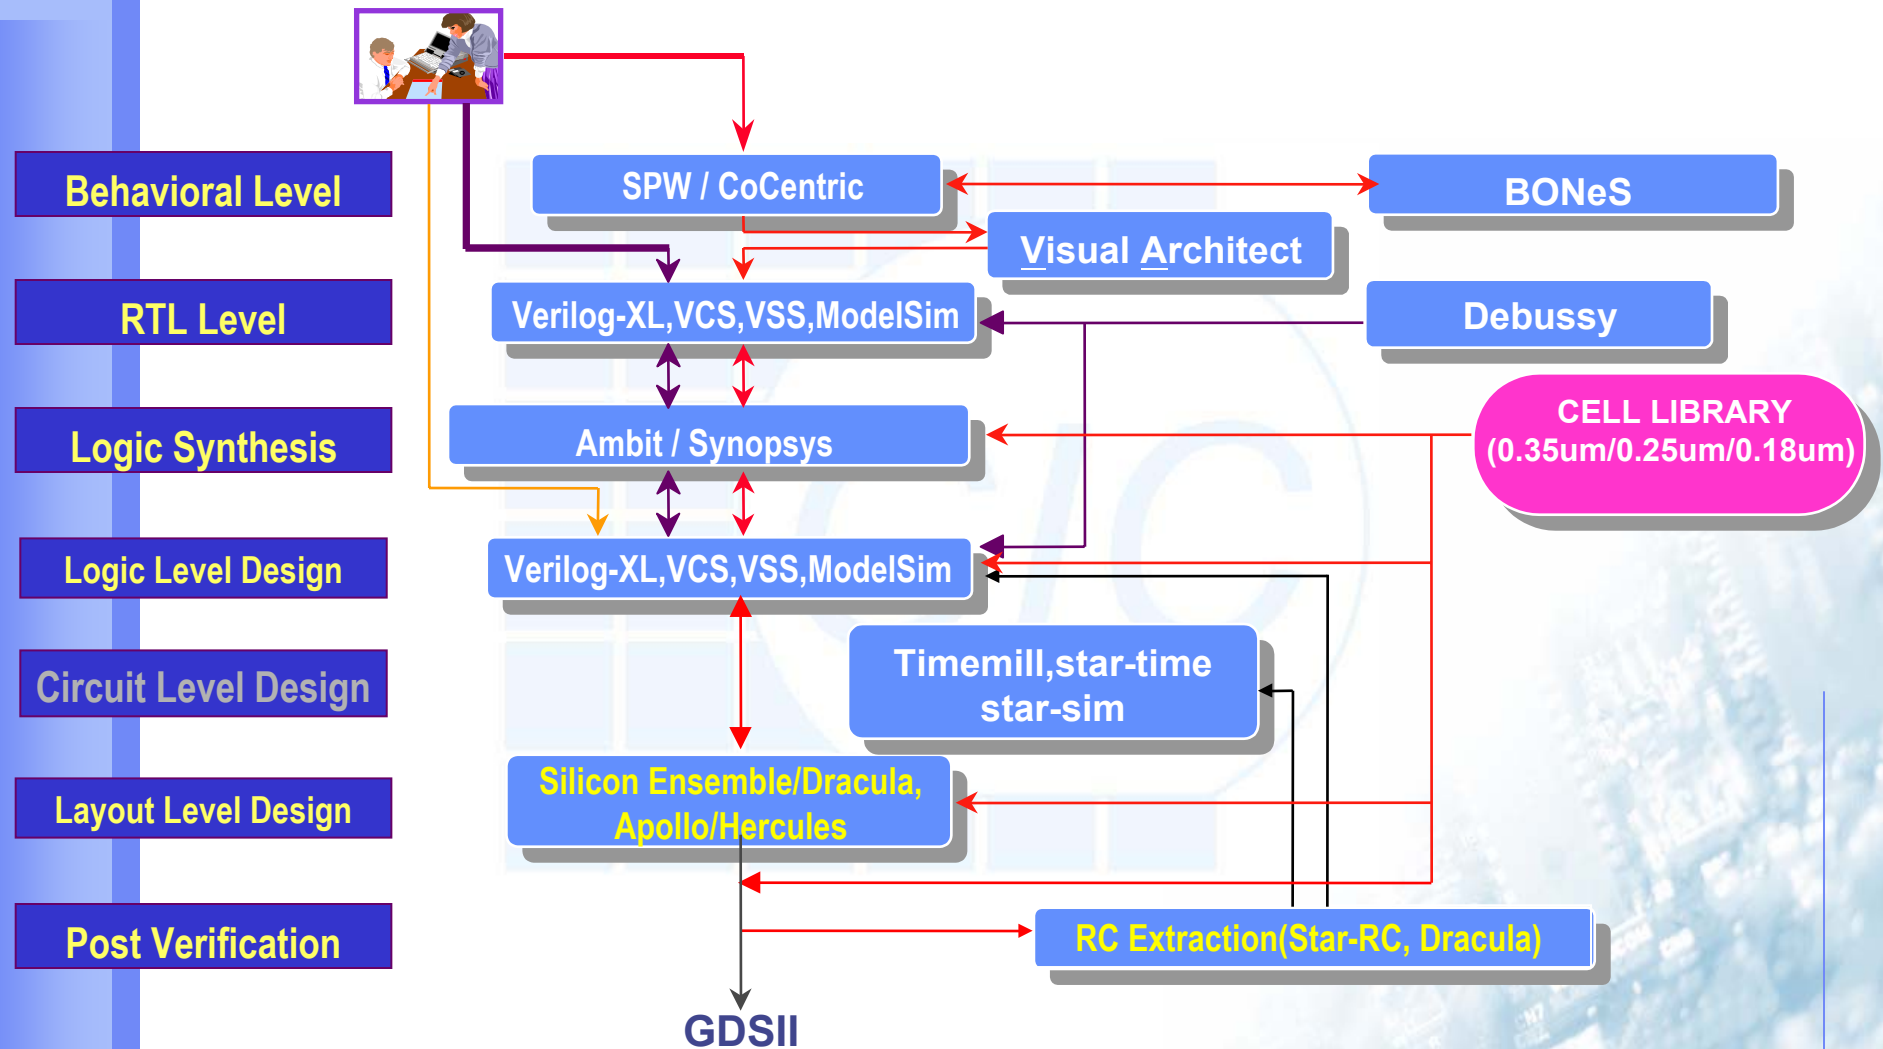 Behavioral Level
SPW / CoCentric
BONeS
Visual Architect
RTL Level
Verilog-XL,VCS,VSS,ModelSim
Debussy
CELL LIBRARY
(0.35um/0.25um/0.18um)
Logic Synthesis
Ambit / Synopsys
Logic Level Design
Verilog-XL,VCS,VSS,ModelSim
Circuit Level Design
Timemill,star-time
star-sim
Layout Level Design
Silicon Ensemble/Dracula,
Apollo/Hercules
Post Verification
RC Extraction(Star-RC, Dracula)
GDSII
CIC